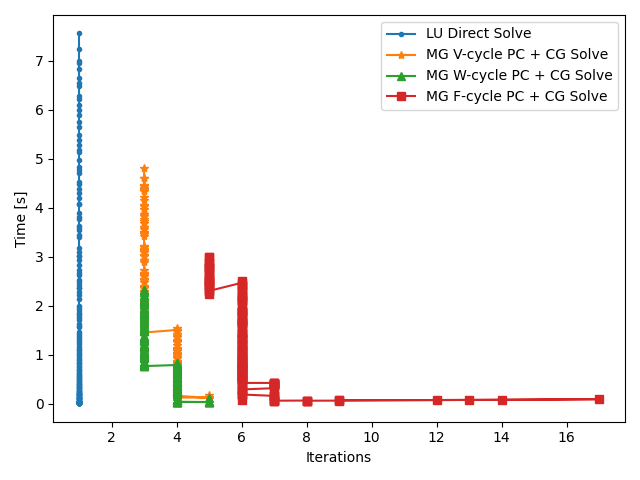 LU Direct Solve
MG V-cycle PC + CG Solve
MG W-cycle PC + CG Solve
MG F-cycle PC + CG Solve
7
6
5
4
3
2
1
0
Time [s]
2 4 6 8 10 12 14 16
Iterations